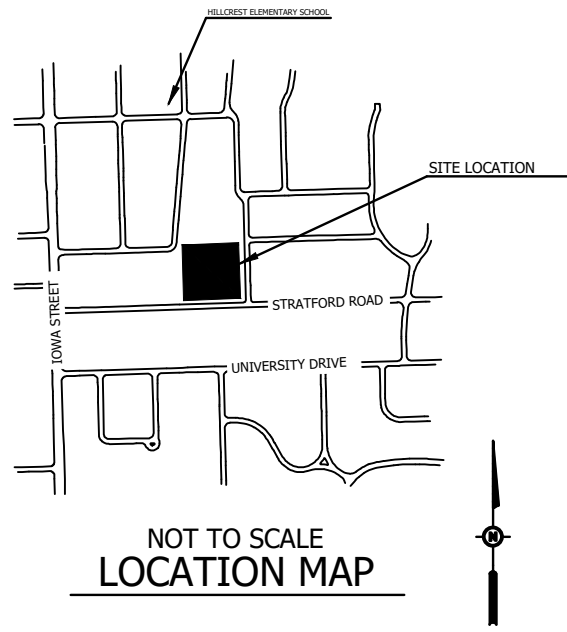 HILLCREST ELEMENTARY SCHOOL
SITE LOCATION
STRATFORD ROAD
IOWA STREET
UNIVERSITY DRIVE
NOT TO SCALE
LOCATION MAP
N